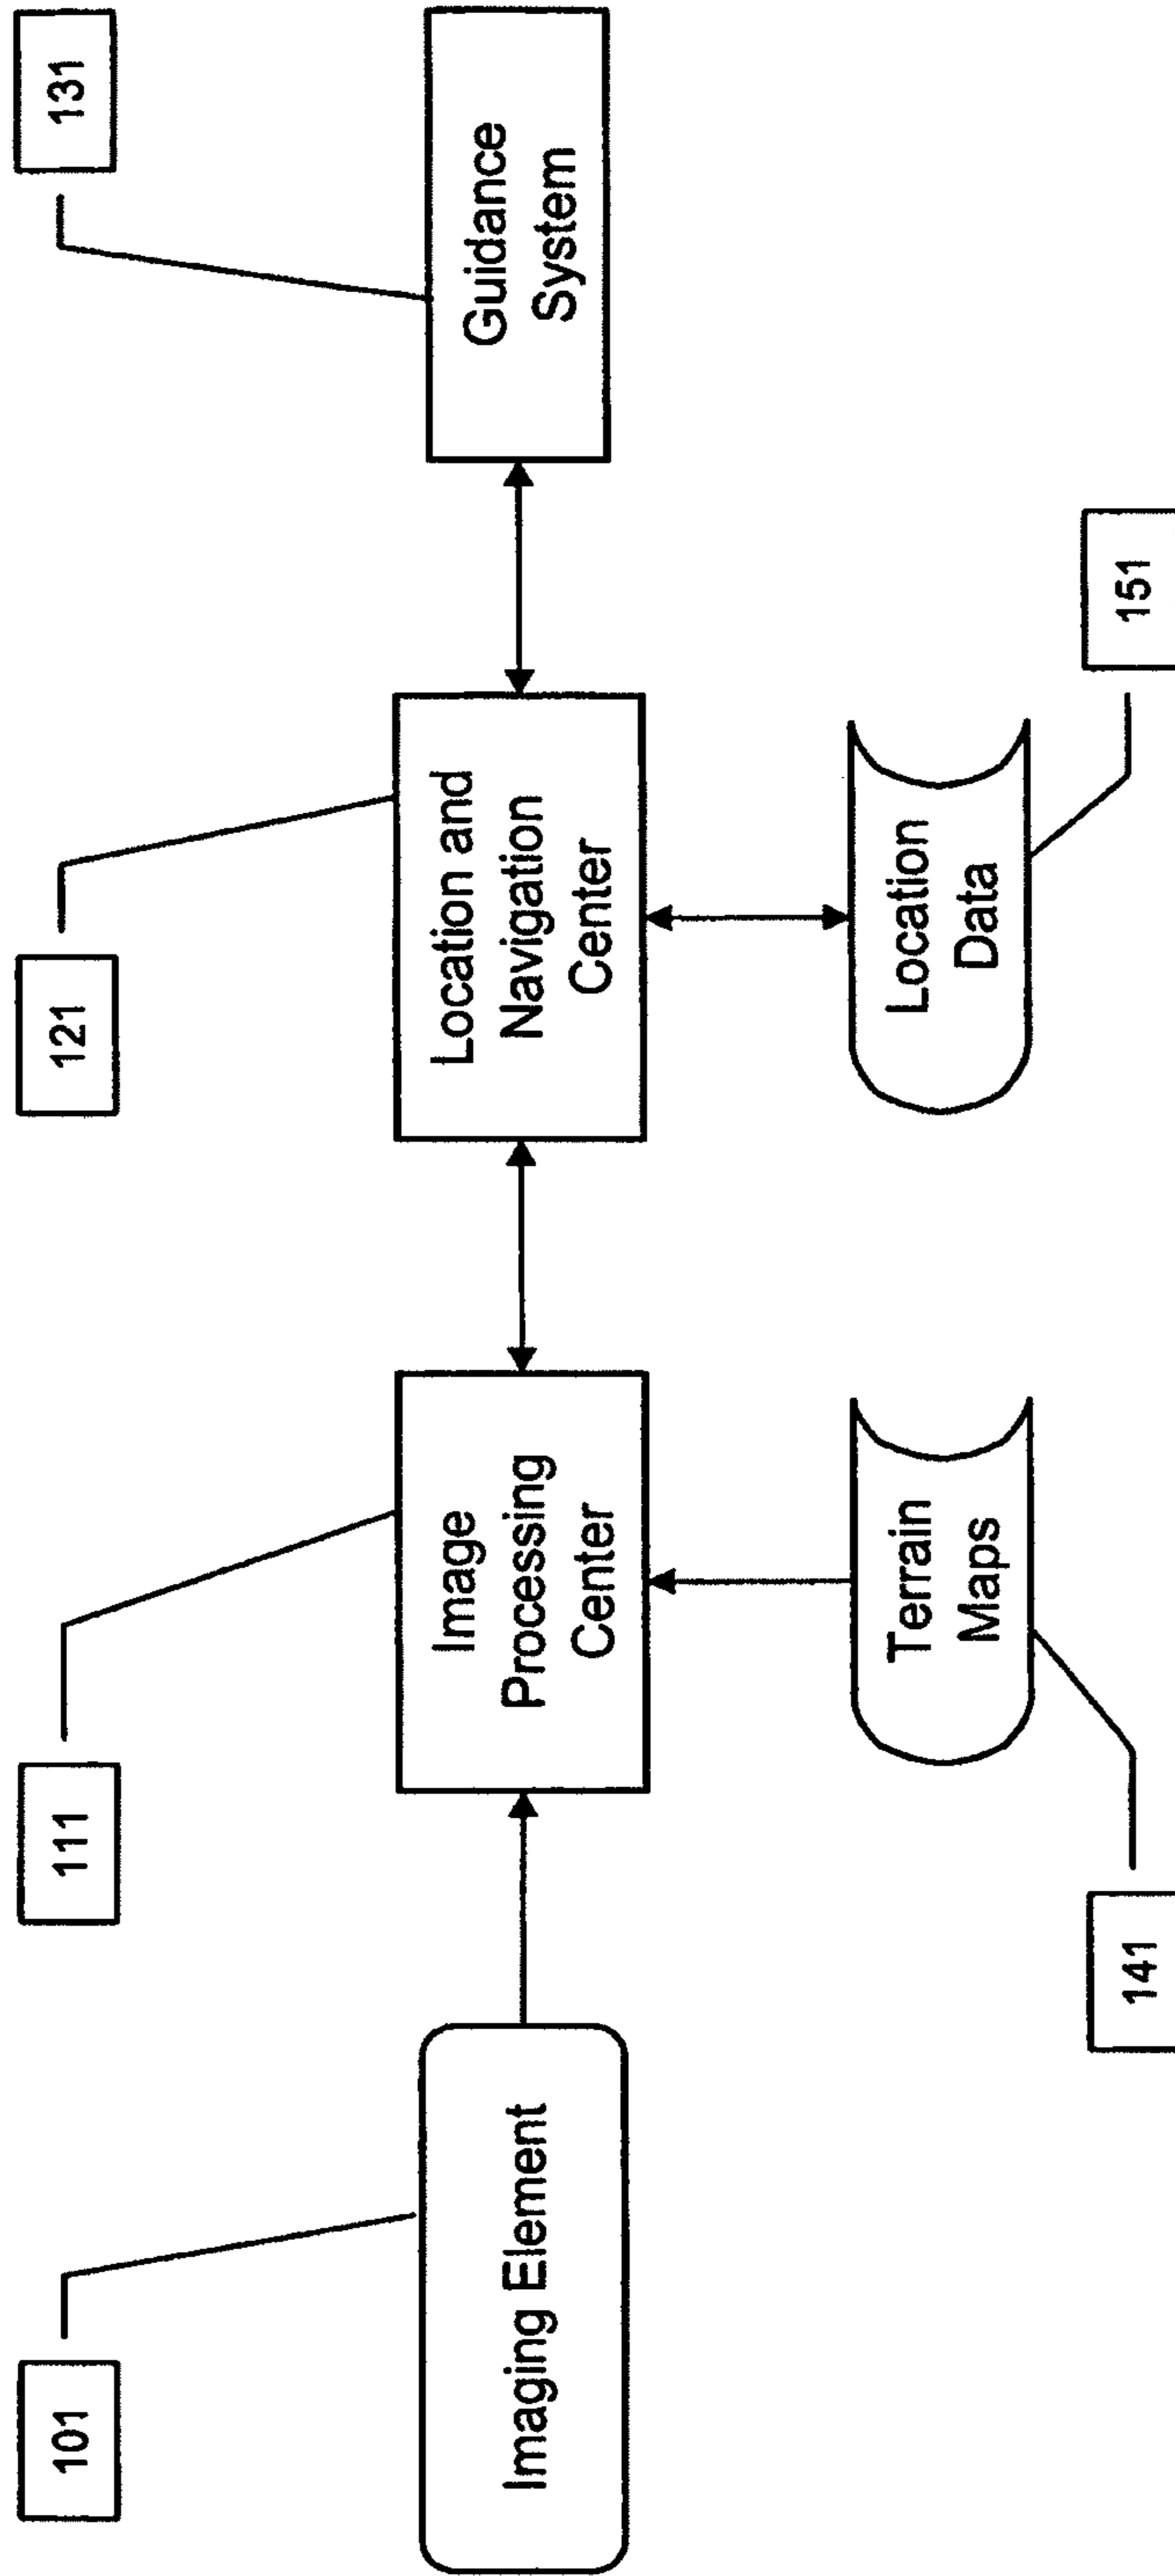 101
111
121
131
Imaging Element
Image
Processing
Center
Location and
Navigation
Center
Guidance
System
Terrain
Maps
Location
Data
141
151